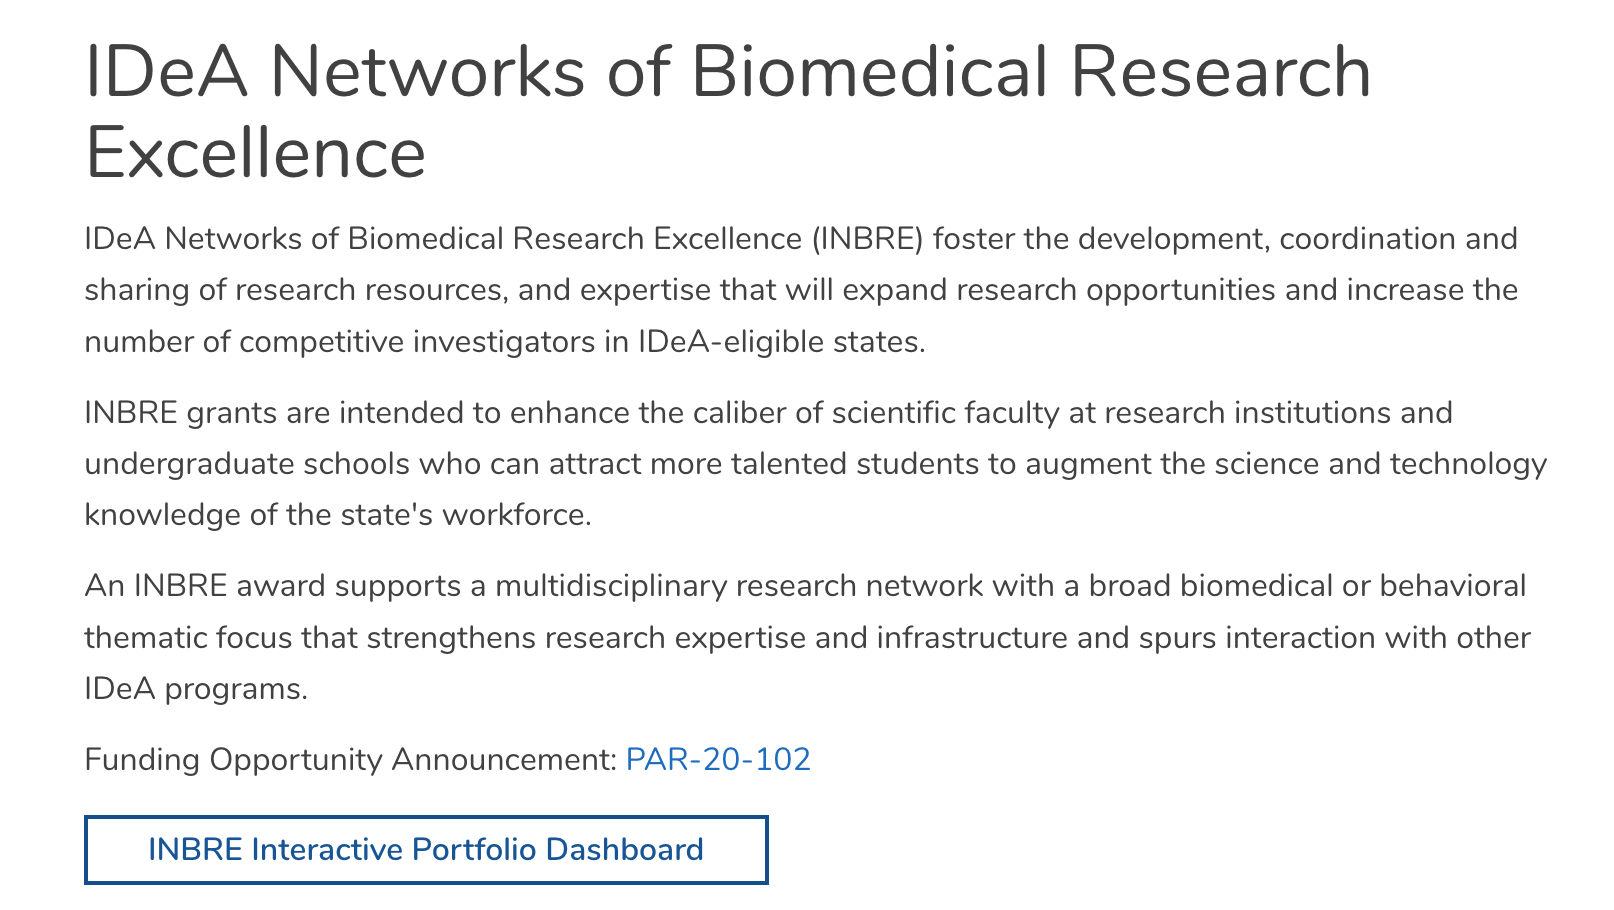 IDeA Networks of Biomedical Research
Excellence
IDeA Networks of Biomedical Research Excellence (INBRE) foster the development, coordination and
sharing of research resources, and expertise that will expand research opportunities and increase the
number of competitive investigators in IDeA-eligible states.
INBRE grants are intended to enhance the caliber of scientific faculty at research institutions and
undergraduate schools who can attract more talented students to augment the science and technology
knowledge of the state's workforce.
An INBRE award supports a multidisciplinary research network with a broad biomedical or behavioral
thematic focus that strengthens research expertise and infrastructure and spurs interaction with other
IDeA programs.
Funding Opportunity Announcement: PAR-20-102
INBRE Interactive Portfolio Dashboard